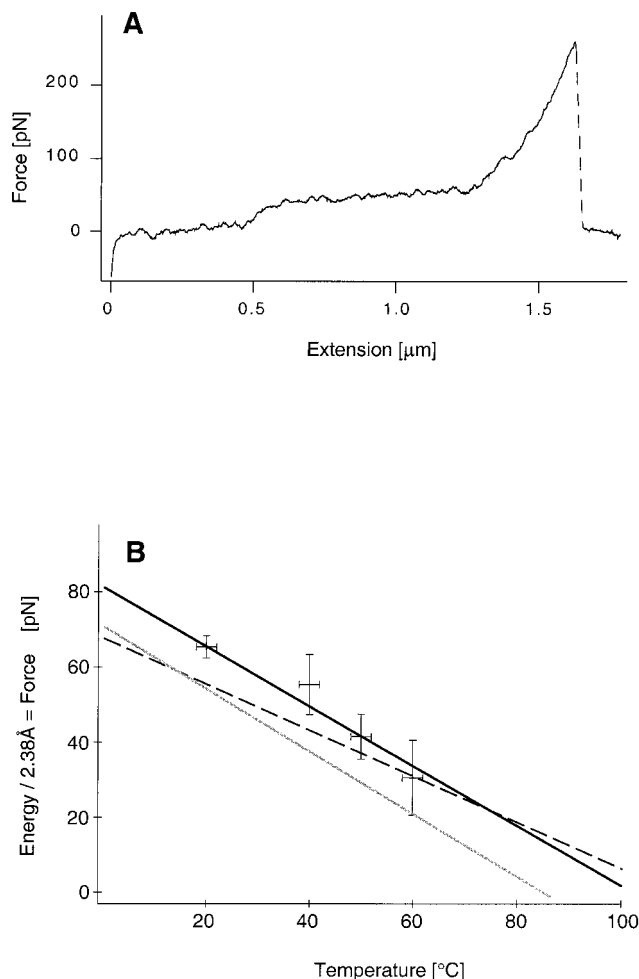 A
Force [pN]
200
100
0
0
0.5
1.0
1.5
Extension [μm]
B
Energy / 2.38Å = Force [pN]
80
60
40
20
0
20
40
60
80
100
Temperature [°C]